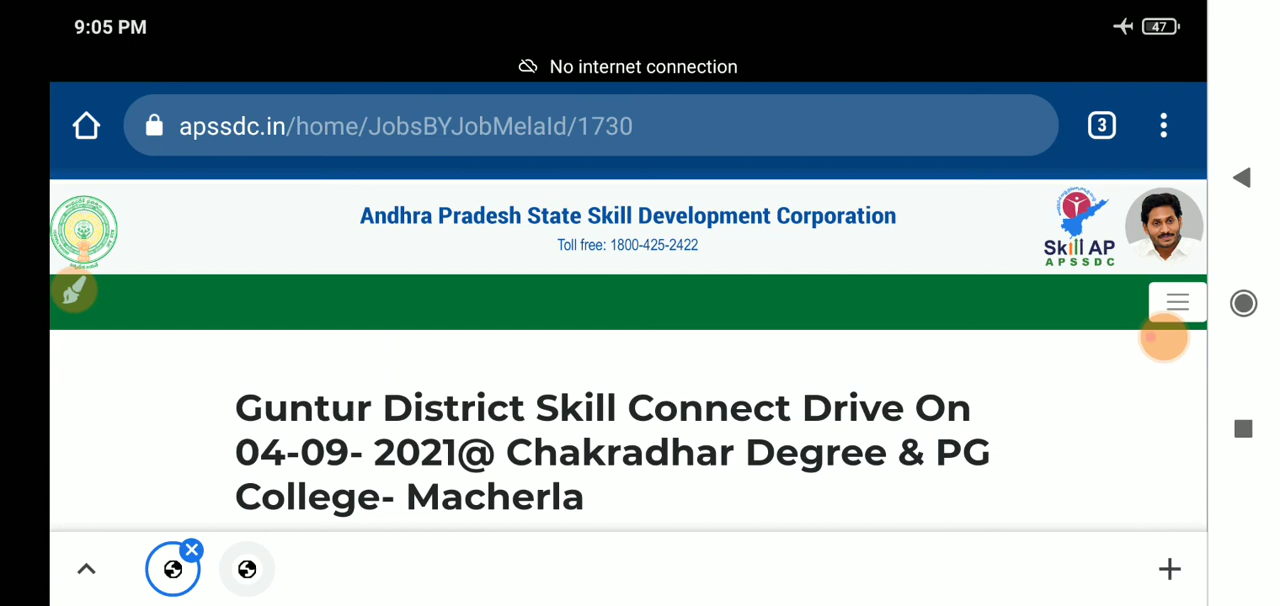 9:05 PM
47
No internet connection
apssdc.in/home/JobsBYJobMelaId/1730
3
Andhra Pradesh State Skill Development Corporation
Toll free: 1800-425-2422
Skill AP
APSSDC
Guntur District Skill Connect Drive On
04-09- 2021@ Chakradhar Degree & PG
College- Macherla